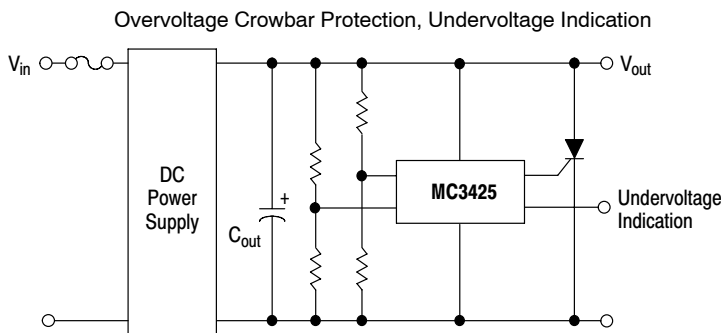 Overvoltage Crowbar Protection, Undervoltage Indication
Vin
Vout
DC
Power
Supply
+
Cout
MC3425
Undervoltage
Indication